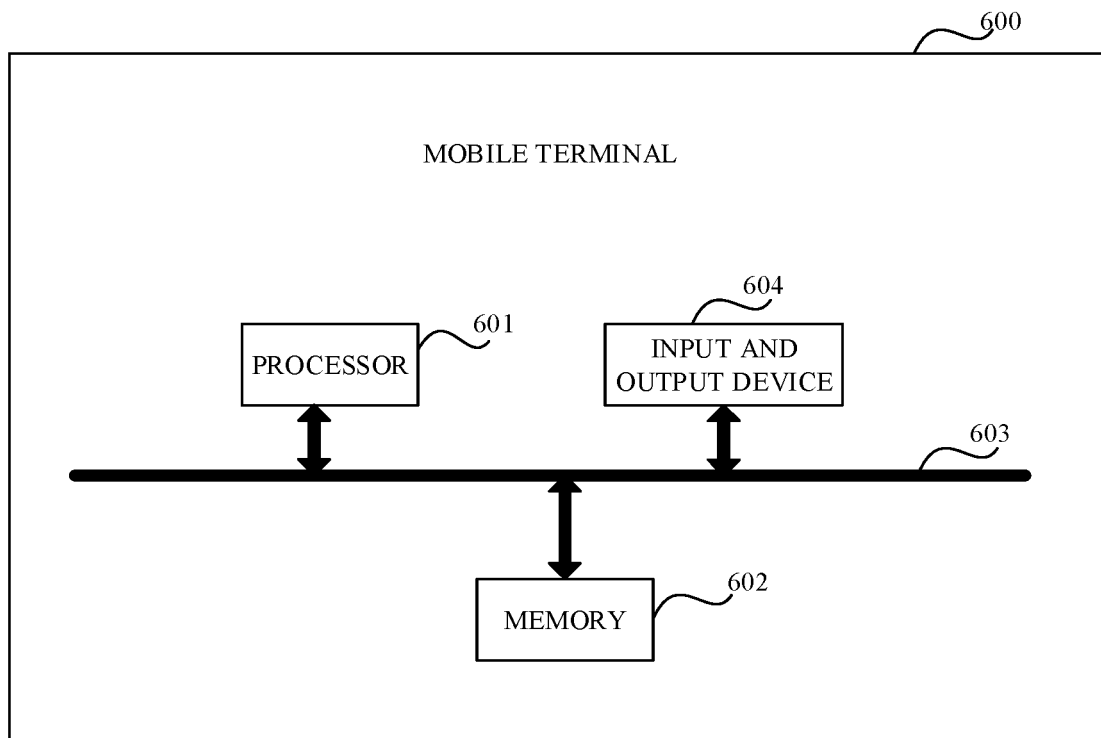 600
MOBILE TERMINAL
604
601
PROCESSOR
INPUT AND
OUTPUT DEVICE
603
602
MEMORY